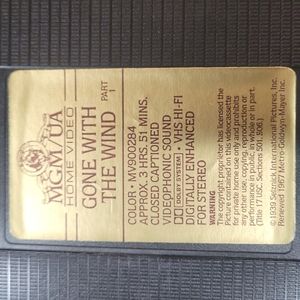 MGM/UA
HOME VIDEO
GONE WITH
THE WIND PART
1
COLOR • MV900284
APPROX. 3 HRS. 51 MINS.
CLOSED CAPTIONED
VIDEOPHONIC SOUND
DOLBY SYSTEM • VHS HI-FI
DIGITALLY ENHANCED
FOR STEREO
WARNING
The copyright proprietor has licensed the
Picture contained on this videocassette
for private home use only and prohibits
any other use, copying, reproduction or
performance in public, in whole or in part.
(Title 17 USC. Sections 501, 506)
© 1939 Selznick International Pictures, Inc.
Renewed 1967 Metro-Goldwyn-Mayer Inc.